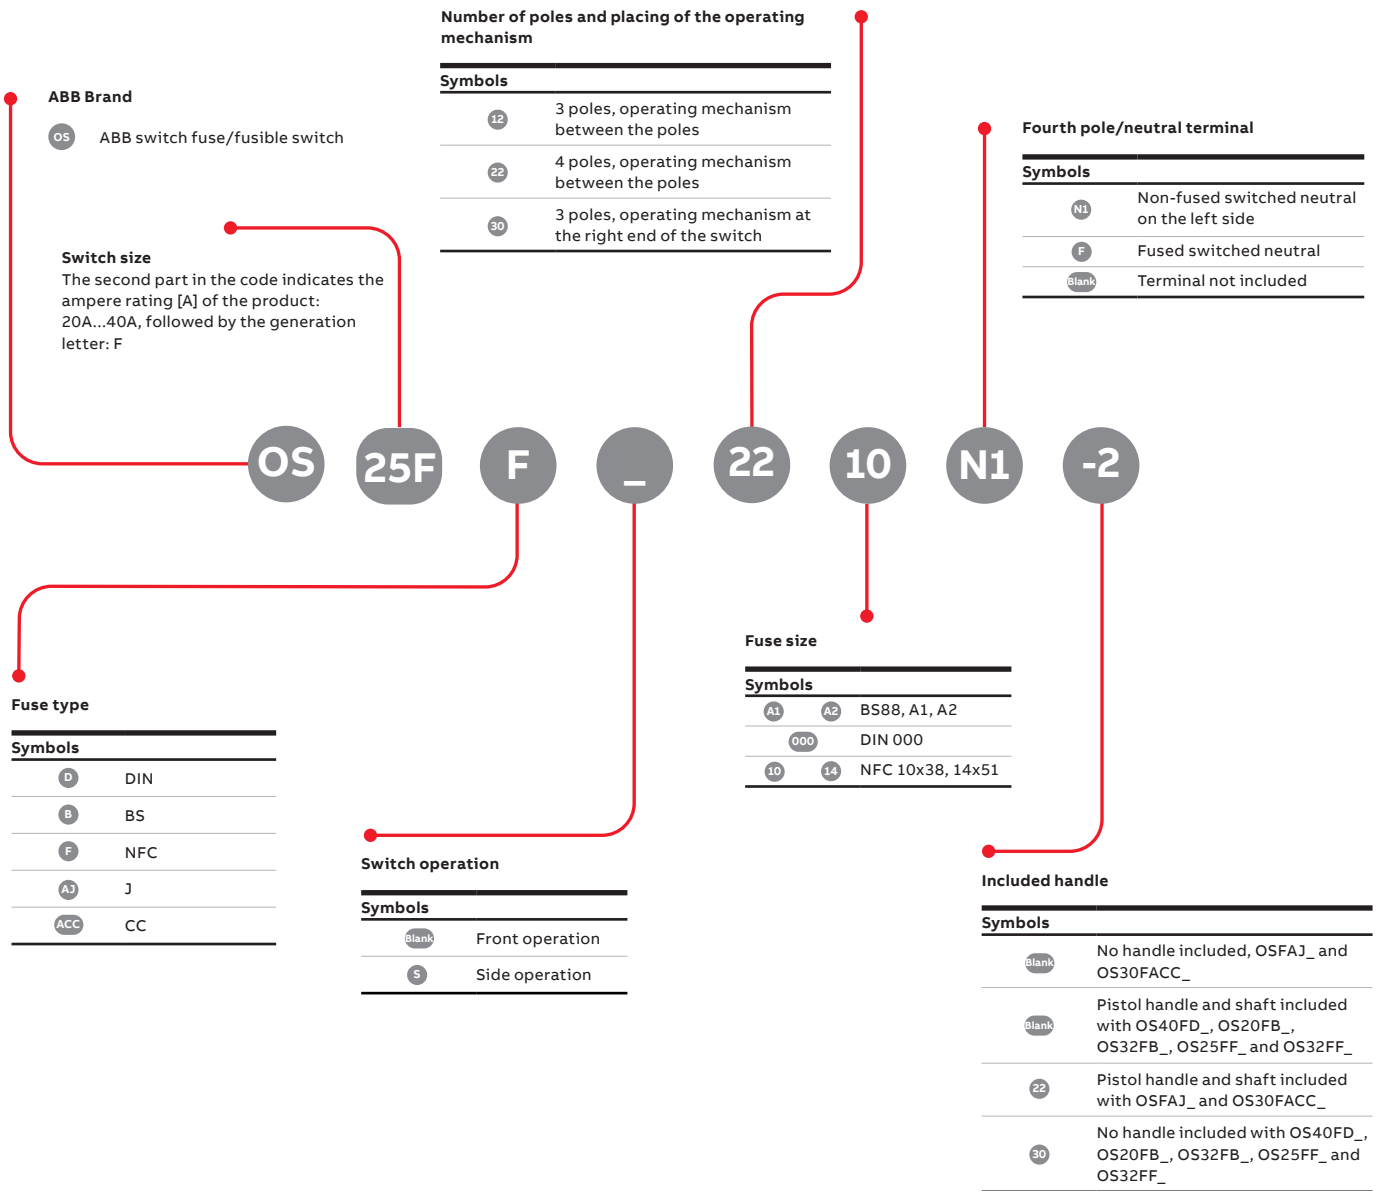 Number of poles and placing of the operating
mechanism
Symbols
12 3 poles, operating mechanism
between the poles
22 4 poles, operating mechanism
between the poles
30 3 poles, operating mechanism at
the right end of the switch
ABB Brand
OS ABB switch fuse/fusible switch
Fourth pole/neutral terminal
Symbols
N1 Non-fused switched neutral
on the left side
F Fused switched neutral
Blank Terminal not included
Switch size
The second part in the code indicates the
ampere rating [A] of the product:
20A...40A, followed by the generation
letter: F
OS 25F F _ 22 10 N1 -2
Fuse size
Symbols
A1 A2 BS88, A1, A2
000 DIN 000
10 14 NFC 10x38, 14x51
Fuse type
Symbols
D DIN
B BS
F NFC
AJ J
ACC CC
Switch operation
Symbols
Blank Front operation
S Side operation
Included handle
Symbols
Blank No handle included, OSFAJ_ and
OS30FACC_
Blank Pistol handle and shaft included
with OS40FD_, OS20FB_,
OS32FB_, OS25FF_ and OS32FF_
22 Pistol handle and shaft included
with OSFAJ_ and OS30FACC_
30 No handle included with OS40FD_,
OS20FB_, OS32FB_, OS25FF_ and
OS32FF_